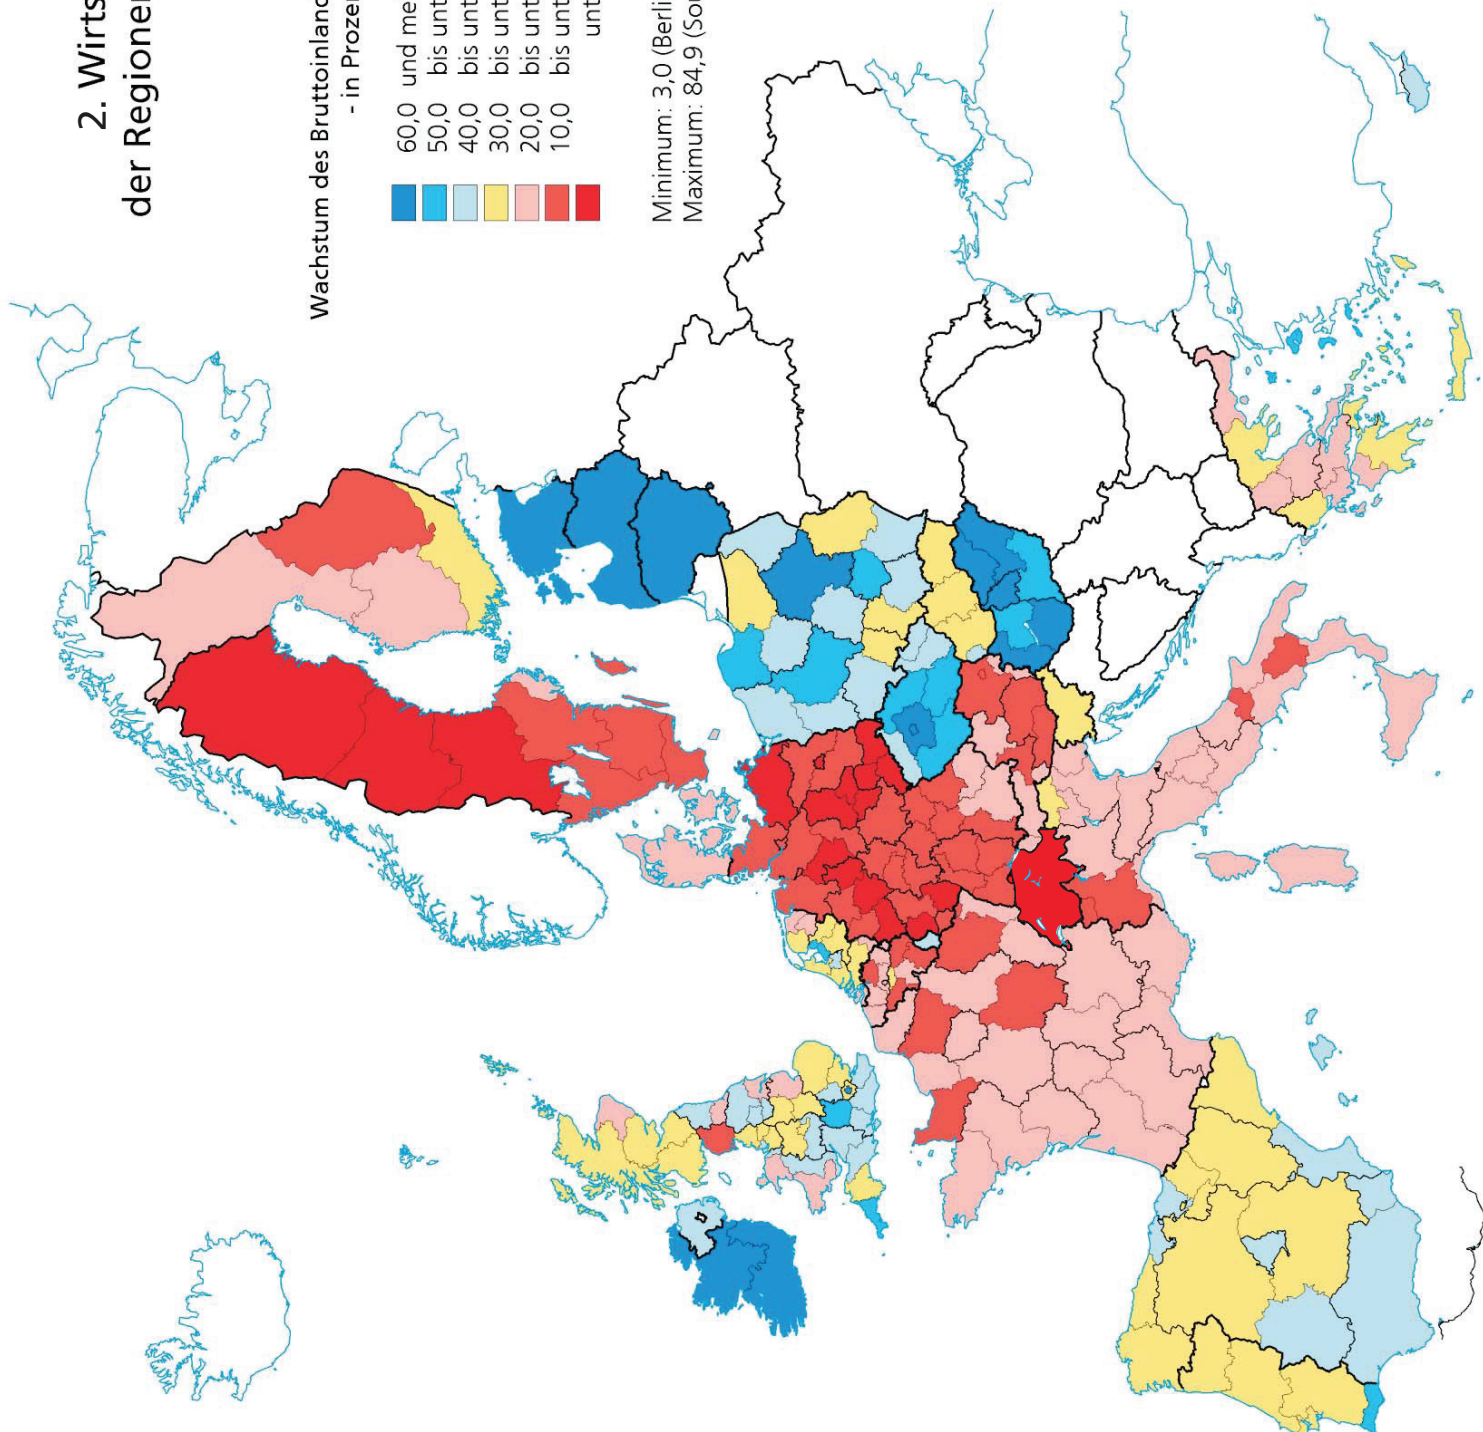 2. Wirts
der Regionen
Wachstum des Bruttoinland
- in Prozen
60,0 und me
50,0 bis unt
40,0 bis unt
30,0 bis unt
20,0 bis unt
10,0 bis unt
unt
Minimum: 3,0 (Berli
Maximum: 84,9 (Sou